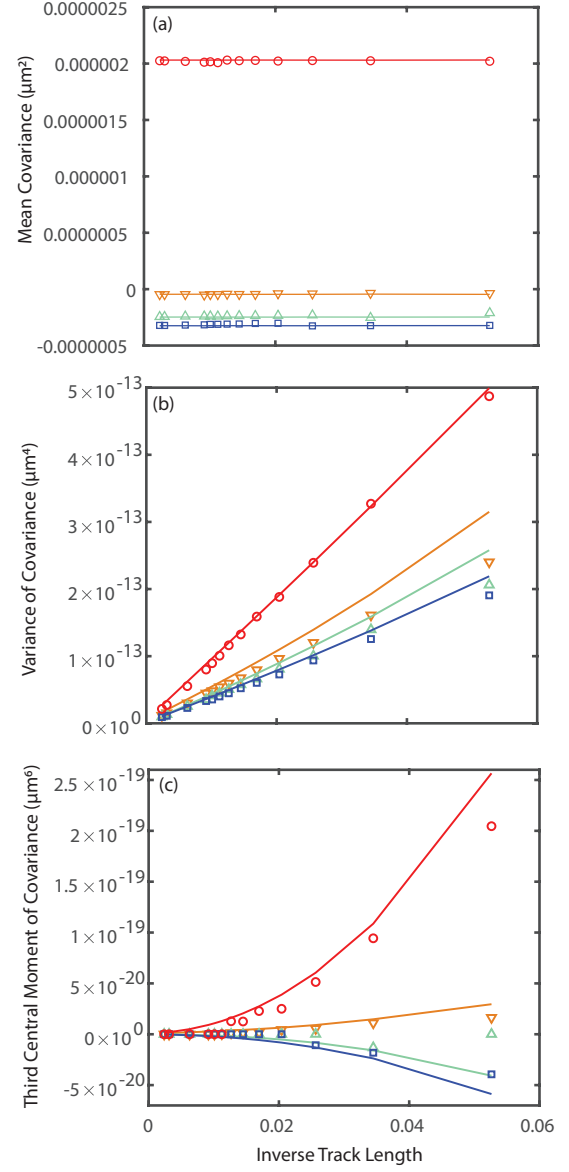 (a)
0.0000025
0.000002
0.0000015
0.000001
0.0000005
0
-0.0000005
Mean Covariance (µm²)
(b)
5 × 10⁻¹³
4 × 10⁻¹³
3 × 10⁻¹³
2 × 10⁻¹³
1 × 10⁻¹³
0 × 10⁰
Variance of Covariance (µm⁴)
(c)
2.5 × 10⁻¹⁹
2 × 10⁻¹⁹
1.5 × 10⁻¹⁹
1 × 10⁻¹⁹
5 × 10⁻²⁰
0 × 10⁰
-5 × 10⁻²⁰
Third Central Moment of Covariance (µm⁶)
0 0.02 0.04 0.06
Inverse Track Length